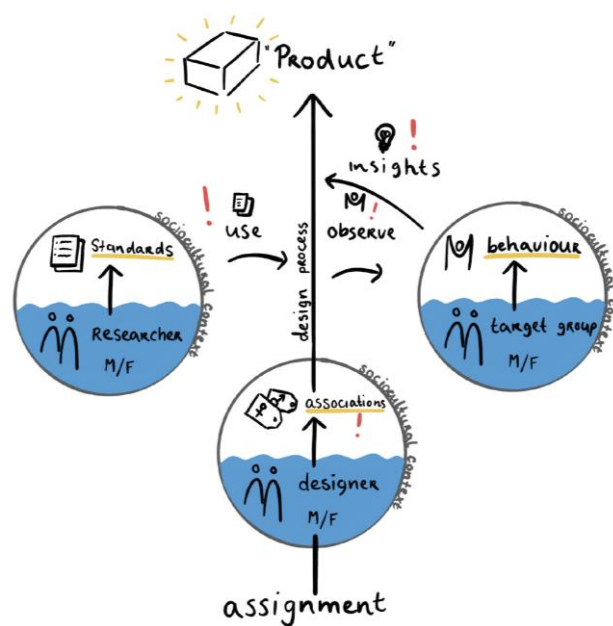 "Product"
insights
use
observe
sociocultural context
Standards
Researcher
M/F
design process
sociocultural context
behaviour
target group
M/F
sociocultural context
associations
designer
M/F
assignment